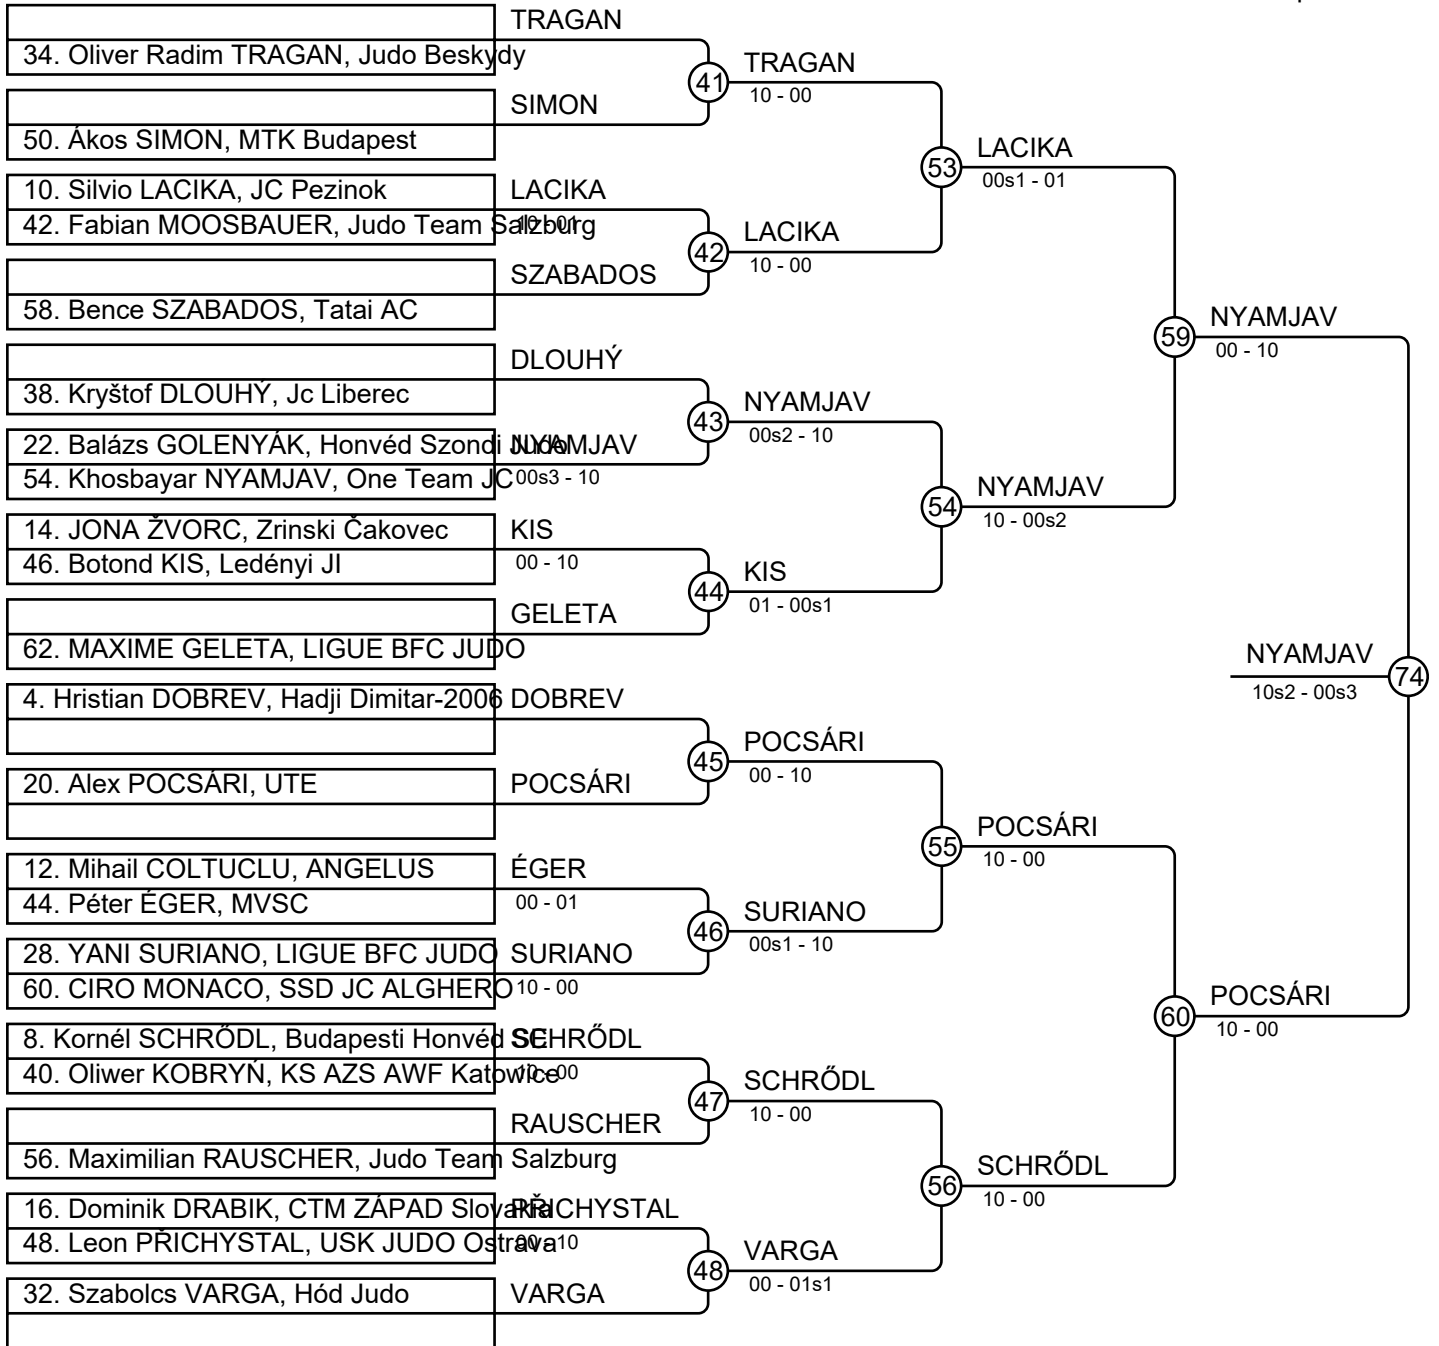 TRAGAN
34. Oliver Radim TRAGAN, Judo Beskydy
41
TRAGAN
10 - 00
SIMON
50. Ákos SIMON, MTK Budapest
53
LACIKA
00s1 - 01
10. Silvio LACIKA, JC Pezinok
LACIKA
42. Fabian MOOSBAUER, Judo Team Salzburg
10 - 01
42
LACIKA
10 - 00
SZABADOS
58. Bence SZABADOS, Tatai AC
59
NYAMJAV
00 - 10
DLOUHÝ
38. Kryštof DLOUHÝ, Jc Liberec
43
NYAMJAV
00s2 - 10
22. Balázs GOLENYÁK, Honvéd Szondi Judo
NYAMJAV
54. Khosbayar NYAMJAV, One Team JC
00s3 - 10
54
NYAMJAV
10 - 00s2
14. JONA ŽVORC, Zrinski Čakovec
KIS
46. Botond KIS, Ledényi JI
00 - 10
44
KIS
01 - 00s1
GELETA
62. MAXIME GELETA, LIGUE BFC JUDO
NYAMJAV
74
10s2 - 00s3
4. Hristian DOBREV, Hadji Dimitar-2006
DOBREV
45
POCSÁRI
00 - 10
20. Alex POCSÁRI, UTE
POCSÁRI
55
POCSÁRI
10 - 00
12. Mihail COLTUCLU, ANGELUS
ÉGER
44. Péter ÉGER, MVSC
00 - 01
46
SURIANO
00s1 - 10
28. YANI SURIANO, LIGUE BFC JUDO
SURIANO
60. CIRO MONACO, SSD JC ALGHERO
10 - 00
60
POCSÁRI
10 - 00
8. Kornél SCHRŐDL, Budapesti Honvéd SE
SCHRŐDL
40. Oliwer KOBRYŃ, KS AZS AWF Katowice
10 - 00
47
SCHRŐDL
10 - 00
RAUSCHER
56. Maximilian RAUSCHER, Judo Team Salzburg
56
SCHRŐDL
10 - 00
16. Dominik DRABIK, CTM ZÁPAD Slovakia
PŘICHYSTAL
48. Leon PŘICHYSTAL, USK JUDO Ostrava
00 - 10
48
VARGA
00 - 01s1
32. Szabolcs VARGA, Hód Judo
VARGA